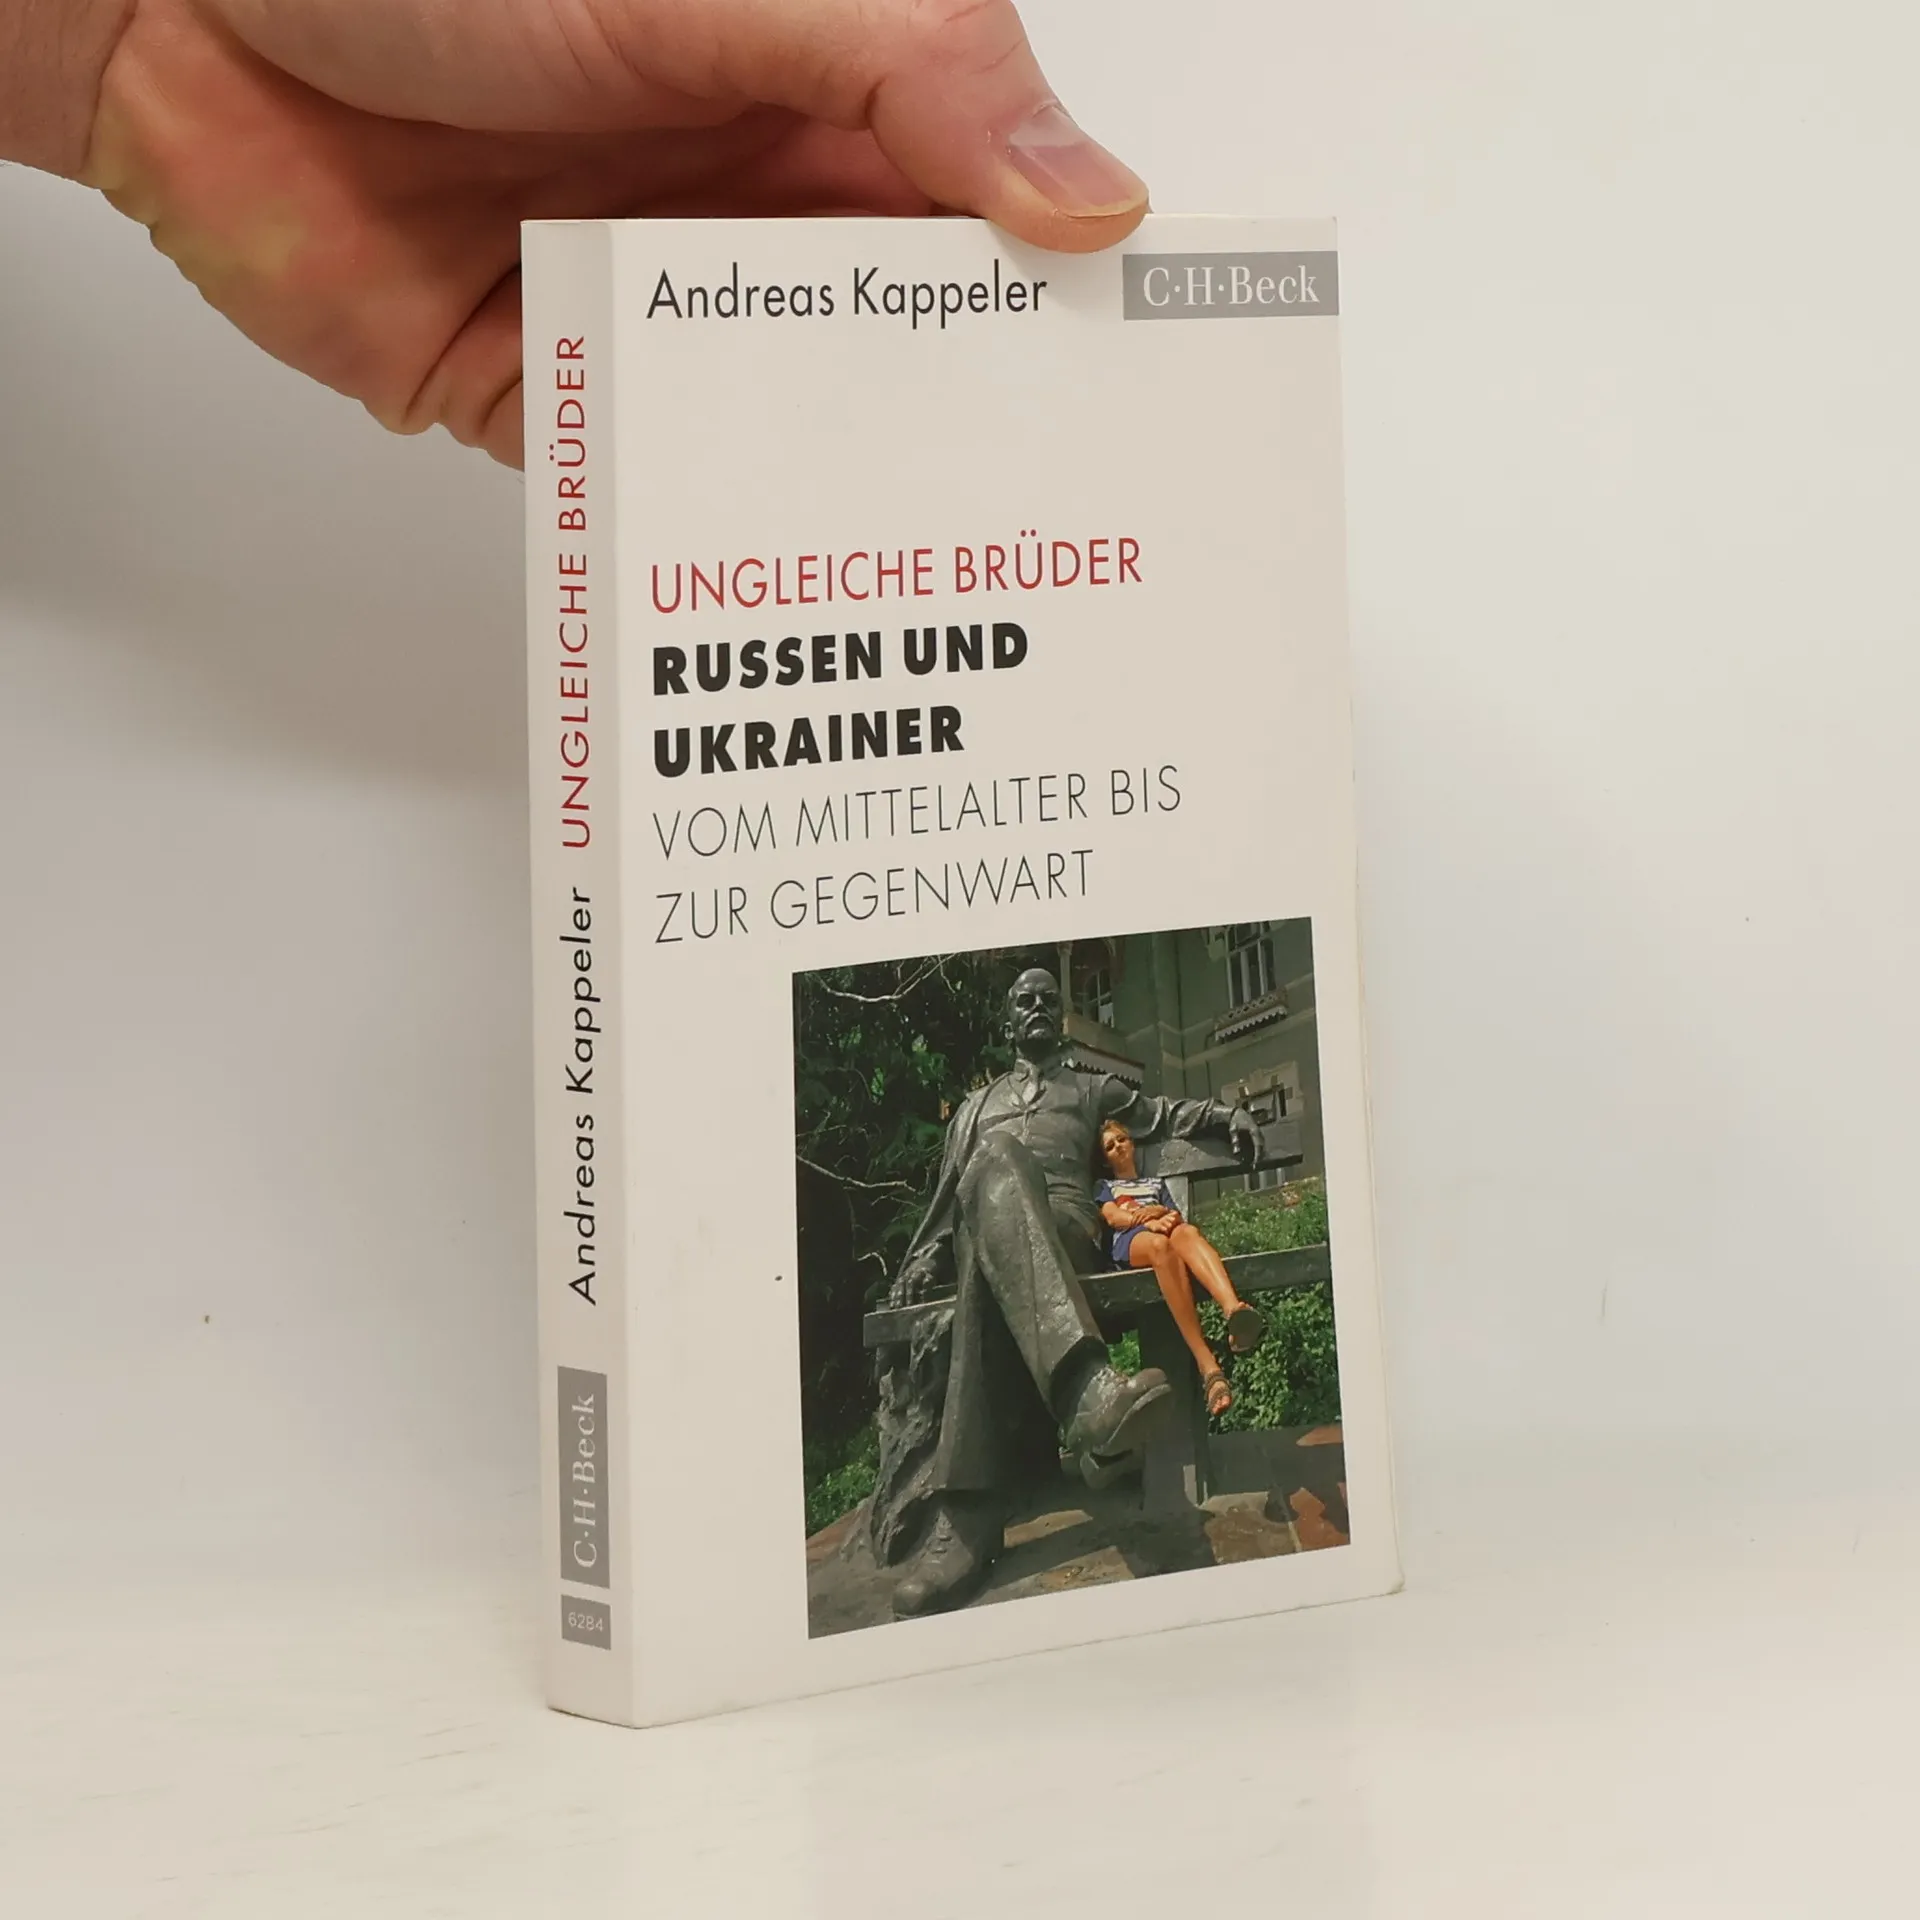 Andreas Kappeler
C·H·Beck
UNGLEICHE BRÜDER
RUSSEN UND
UKRAINER
VOM MITTELALTER BIS
ZUR GEGENWART
Andreas Kappeler UNGLEICHE BRÜDER
C·H·Beck
6284